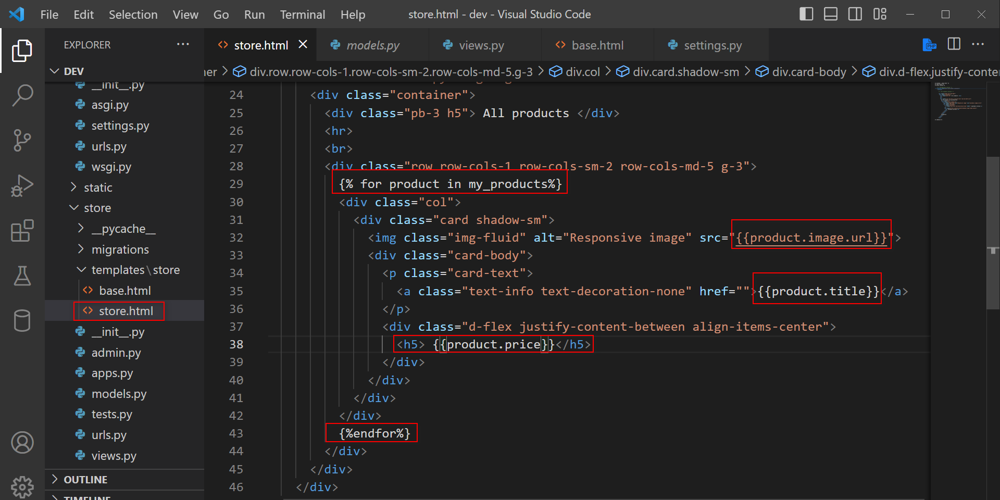 File Edit Selection View Go Run Terminal Help store.html - dev - Visual Studio Code
EXPLORER ···
store.html models.py views.py base.html settings.py
PHP ···
DEV
ner > div.row.row-cols-1.row-cols-sm-2.row-cols-md-5.g-3 > div.col > div.card.shadow-sm > div.card-body > div.d-flex.justify-conte
__init__.py
asgi.py
settings.py
urls.py
wsgi.py
static
store
__pycache__
migrations
templates\store
base.html
store.html
__init__.py
admin.py
apps.py
models.py
tests.py
urls.py
views.py
OUTLINE
TIMELINE
24 <div class="container">
25 <div class="pb-3 h5"> All products </div>
26 <hr>
27 <br>
28 <div class="row row-cols-1 row-cols-sm-2 row-cols-md-5 g-3">
29 {% for product in my_products%}
30 <div class="col">
31 <div class="card shadow-sm">
32 <img class="img-fluid" alt="Responsive image" src="{{product.image.url}}">
33 <div class="card-body">
34 <p class="card-text">
35 <a class="text-info text-decoration-none" href="">{{product.title}}</a>
36 </p>
37 <div class="d-flex justify-content-between align-items-center">
38 <h5> {{product.price}}</h5>
39 </div>
40 </div>
41 </div>
42 </div>
43 {%endfor%}
44 </div>
45 </div>
46 </div>